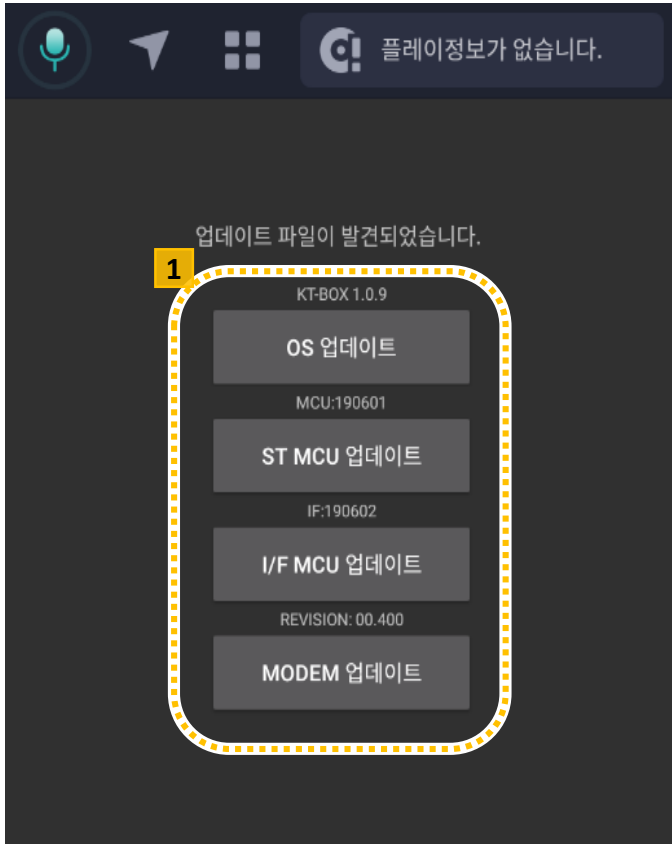 플레이정보가 없습니다.
업데이트 파일이 발견되었습니다.
1
KT-BOX 1.0.9
OS 업데이트
MCU:190601
ST MCU 업데이트
IF:190602
I/F MCU 업데이트
REVISION: 00.400
MODEM 업데이트